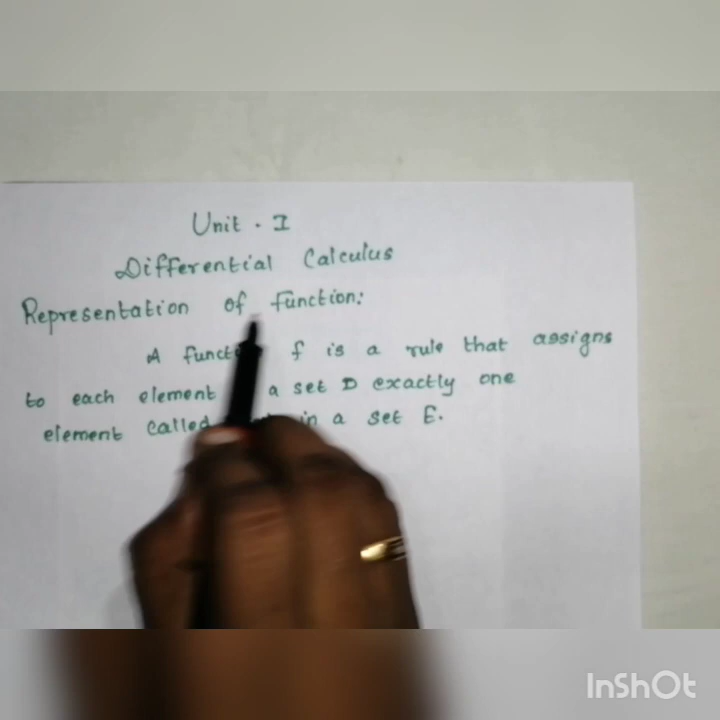 Unit - I
Differential Calculus
Representation of function:
A f is a rule that assigns
to each element a set D exactly one
element called in a set E.
InShOt